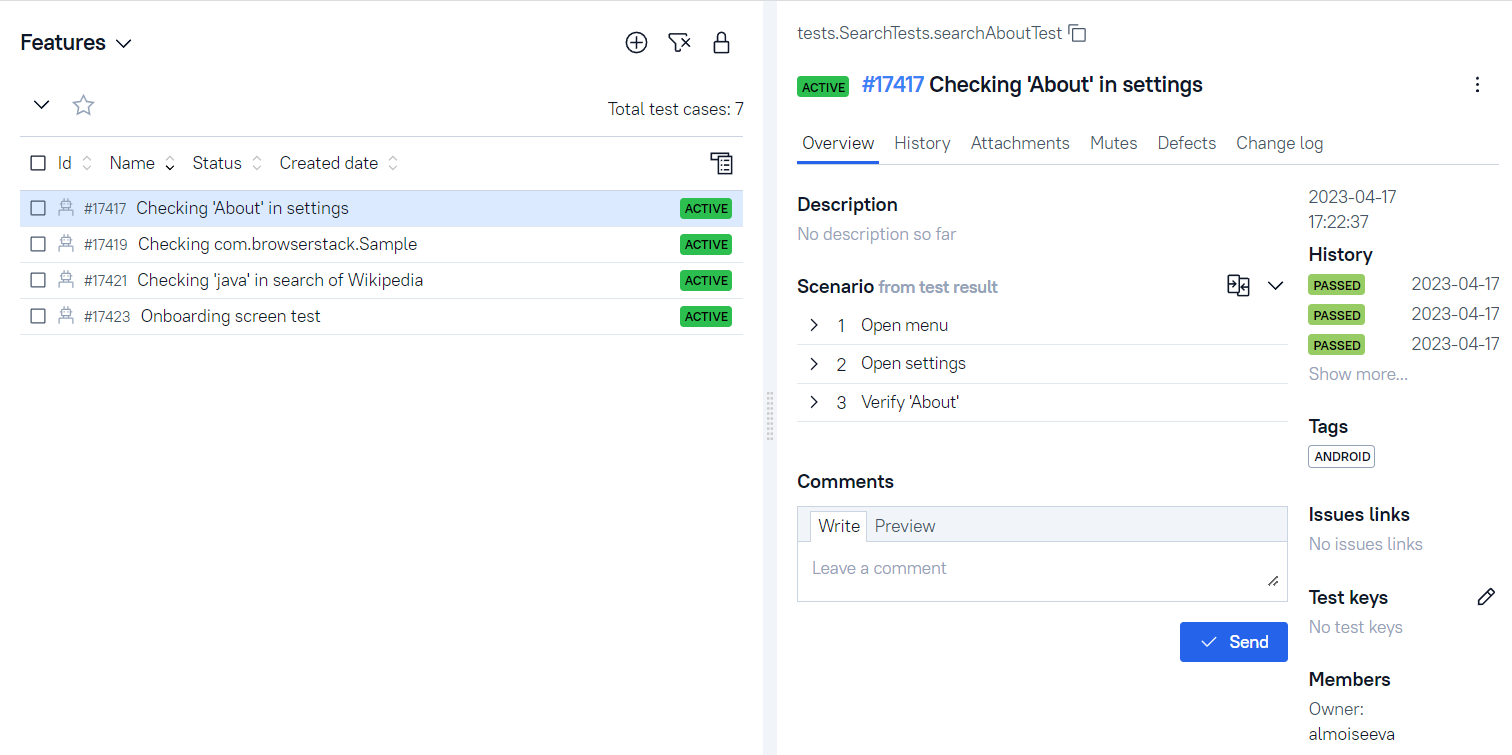 Features
Total test cases: 7
Id Name Status Created date
#17417 Checking 'About' in settings ACTIVE
#17419 Checking com.browserstack.Sample ACTIVE
#17421 Checking 'java' in search of Wikipedia ACTIVE
#17423 Onboarding screen test ACTIVE
tests.SearchTests.searchAboutTest
ACTIVE #17417 Checking 'About' in settings
Overview History Attachments Mutes Defects Change log
Description
No description so far
Scenario from test result
1 Open menu
2 Open settings
3 Verify 'About'
Comments
Write Preview
Leave a comment
Send
2023-04-17
17:22:37
History
PASSED 2023-04-17
PASSED 2023-04-17
PASSED 2023-04-17
Show more...
Tags
ANDROID
Issues links
No issues links
Test keys
No test keys
Members
Owner:
almoiseeva